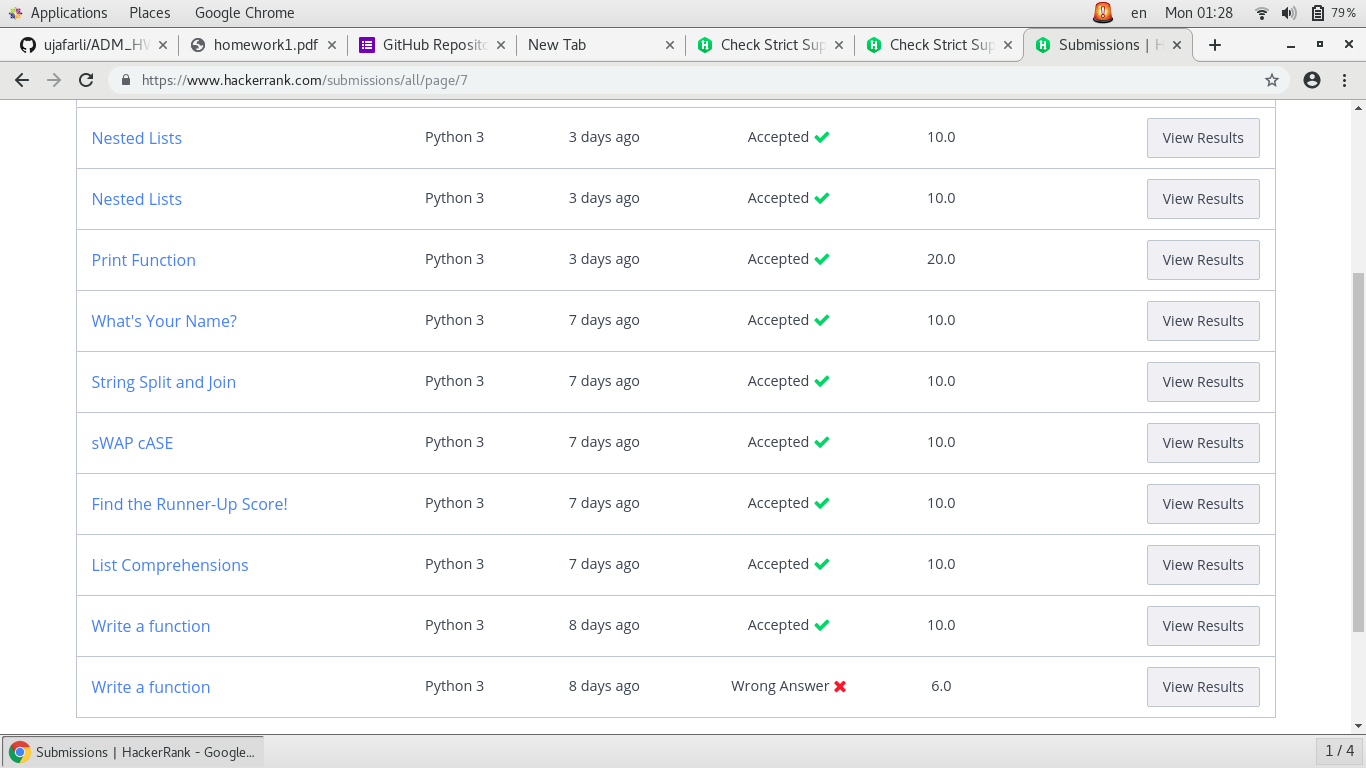 Applications Places Google Chrome en Mon 01:28 79%
ujafarli/ADM_HW homework1.pdf GitHub Reposito New Tab Check Strict Sup Check Strict Sup Submissions | H
https://www.hackerrank.com/submissions/all/page/7
Nested Lists Python 3 3 days ago Accepted 10.0 View Results
Nested Lists Python 3 3 days ago Accepted 10.0 View Results
Print Function Python 3 3 days ago Accepted 20.0 View Results
What's Your Name? Python 3 7 days ago Accepted 10.0 View Results
String Split and Join Python 3 7 days ago Accepted 10.0 View Results
sWAP cASE Python 3 7 days ago Accepted 10.0 View Results
Find the Runner-Up Score! Python 3 7 days ago Accepted 10.0 View Results
List Comprehensions Python 3 7 days ago Accepted 10.0 View Results
Write a function Python 3 8 days ago Accepted 10.0 View Results
Write a function Python 3 8 days ago Wrong Answer 6.0 View Results
Submissions | HackerRank - Google... 1 / 4